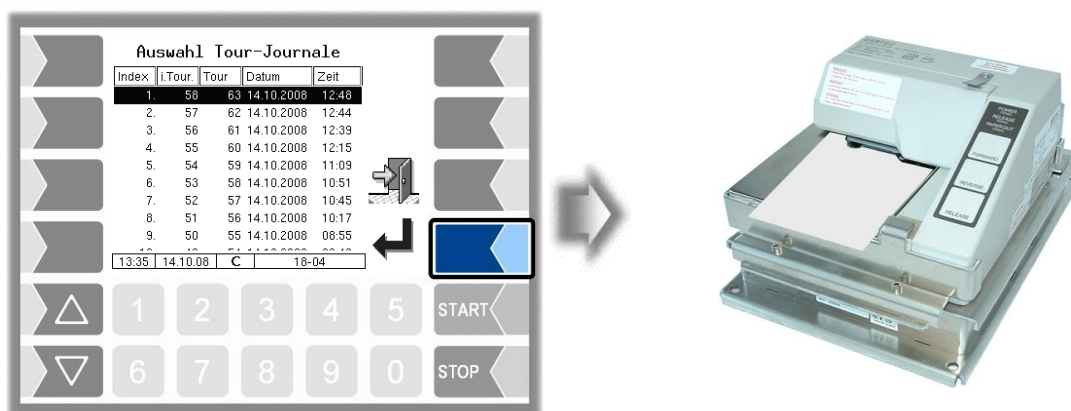 Auswahl Tour-Journale
Index i.Tour. Tour Datum Zeit
1. 58 63 14.10.2008 12:48
2. 57 62 14.10.2008 12:44
3. 56 61 14.10.2008 12:39
4. 55 60 14.10.2008 12:15
5. 54 59 14.10.2008 11:09
6. 53 58 14.10.2008 10:51
7. 52 57 14.10.2008 10:45
8. 51 56 14.10.2008 10:17
9. 50 55 14.10.2008 08:55
13:35 14.10.08 C 18-04
1 2 3 4 5 START
6 7 8 9 0 STOP
BARTEC
POWER
RELEASE
PAPER OUT
FORWARD
REVERSE
RELEASE